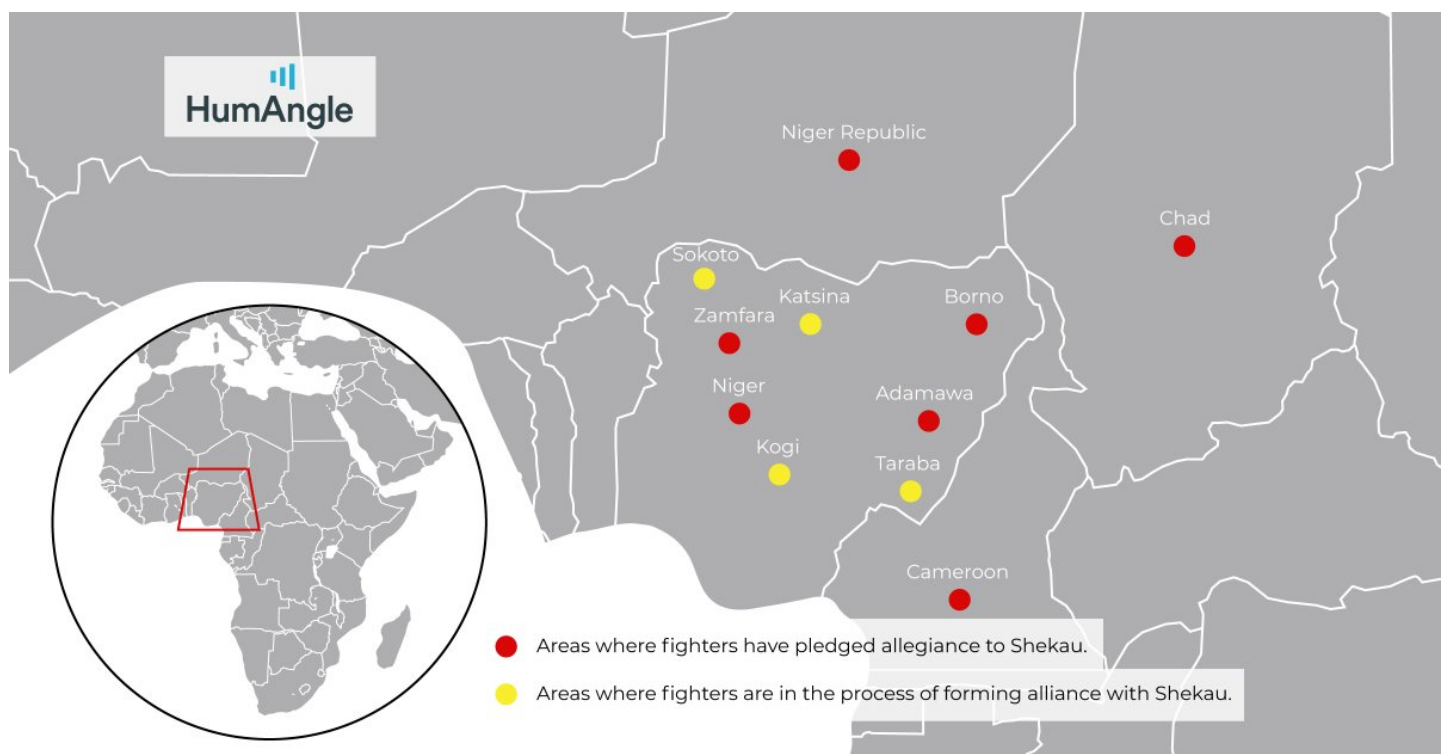 HumAngle
Niger Republic
Chad
Sokoto
Katsina
Borno
Zamfara
Niger
Adamawa
Kogi
Taraba
Cameroon
Areas where fighters have pledged allegiance to Shekau.
Areas where fighters are in the process of forming alliance with Shekau.